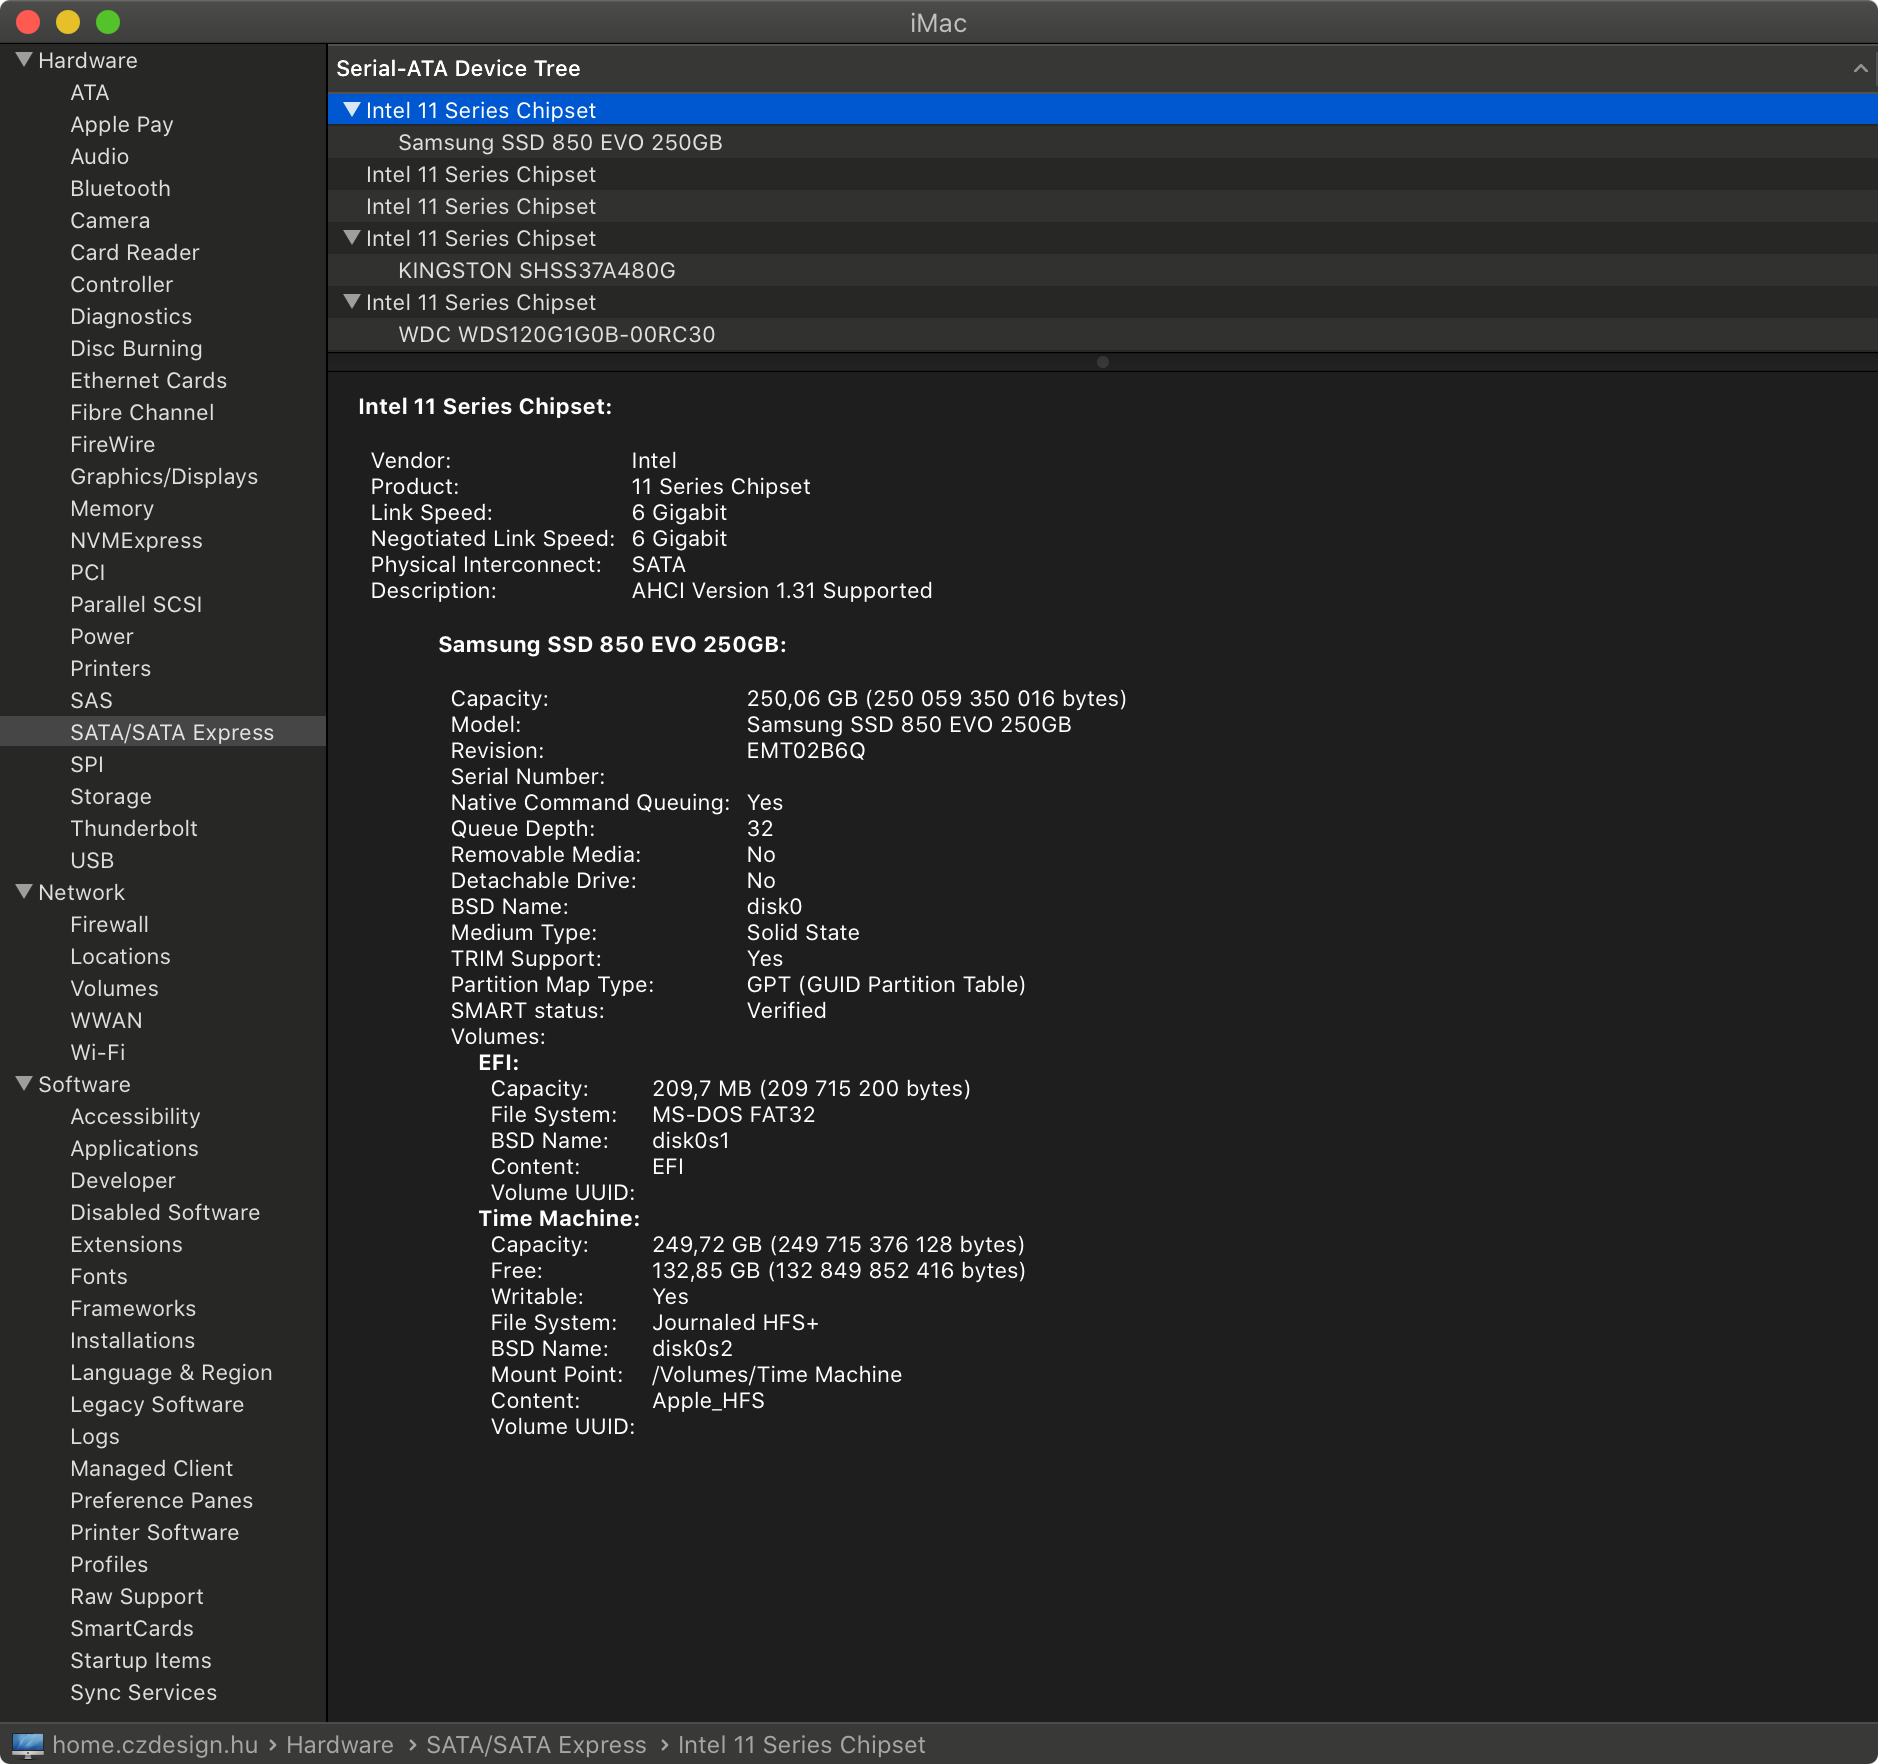 iMac
Hardware
ATA
Apple Pay
Audio
Bluetooth
Camera
Card Reader
Controller
Diagnostics
Disc Burning
Ethernet Cards
Fibre Channel
FireWire
Graphics/Displays
Memory
NVMExpress
PCI
Parallel SCSI
Power
Printers
SAS
SATA/SATA Express
SPI
Storage
Thunderbolt
USB
Network
Firewall
Locations
Volumes
WWAN
Wi-Fi
Software
Accessibility
Applications
Developer
Disabled Software
Extensions
Fonts
Frameworks
Installations
Language & Region
Legacy Software
Logs
Managed Client
Preference Panes
Printer Software
Profiles
Raw Support
SmartCards
Startup Items
Sync Services
Serial-ATA Device Tree
Intel 11 Series Chipset
Samsung SSD 850 EVO 250GB
Intel 11 Series Chipset
Intel 11 Series Chipset
Intel 11 Series Chipset
KINGSTON SHSS37A480G
Intel 11 Series Chipset
WDC WDS120G1G0B-00RC30
Intel 11 Series Chipset:
Vendor: Intel
Product: 11 Series Chipset
Link Speed: 6 Gigabit
Negotiated Link Speed: 6 Gigabit
Physical Interconnect: SATA
Description: AHCI Version 1.31 Supported
Samsung SSD 850 EVO 250GB:
Capacity: 250,06 GB (250 059 350 016 bytes)
Model: Samsung SSD 850 EVO 250GB
Revision: EMT02B6Q
Serial Number:
Native Command Queuing: Yes
Queue Depth: 32
Removable Media: No
Detachable Drive: No
BSD Name: disk0
Medium Type: Solid State
TRIM Support: Yes
Partition Map Type: GPT (GUID Partition Table)
SMART status: Verified
Volumes:
EFI:
Capacity: 209,7 MB (209 715 200 bytes)
File System: MS-DOS FAT32
BSD Name: disk0s1
Content: EFI
Volume UUID:
Time Machine:
Capacity: 249,72 GB (249 715 376 128 bytes)
Free: 132,85 GB (132 849 852 416 bytes)
Writable: Yes
File System: Journaled HFS+
BSD Name: disk0s2
Mount Point: /Volumes/Time Machine
Content: Apple_HFS
Volume UUID:
home.czdesign.hu › Hardware › SATA/SATA Express › Intel 11 Series Chipset